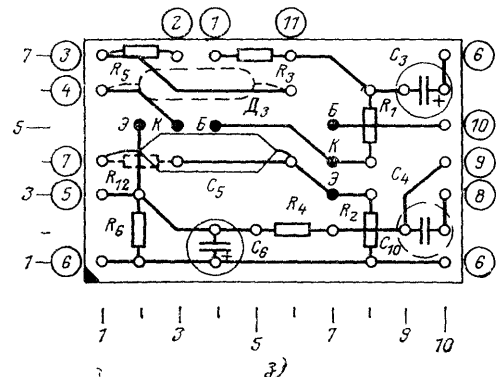 2 1 11
7 3 R5 R3 C3 6
4 Д3 +
5 Э К Б Б R1 10
К
7 R12 C5 C4 9
3 5 Э 8
R6 C6 R4 R2 C10
+
1 6 6
1 3 5 7 9 10
з)